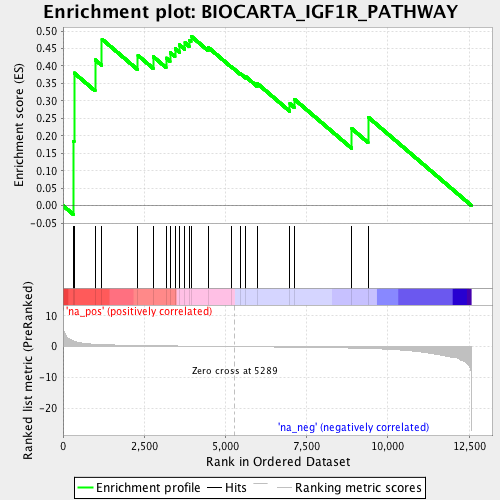 Enrichment plot: BIOCARTA_IGF1R_PATHWAY
Enrichment score (ES)
0.50
0.45
0.40
0.35
0.30
0.25
0.20
0.15
0.10
0.05
0.00
-0.05
'na_pos' (positively correlated)
Ranked list metric (PreRanked)
10
5
0
-5
-10
-20
Zero cross at 5289
'na_neg' (negatively correlated)
0
2,500
5,000
7,500
10,000
12,500
Rank in Ordered Dataset
Enrichment profile
Hits
Ranking metric scores